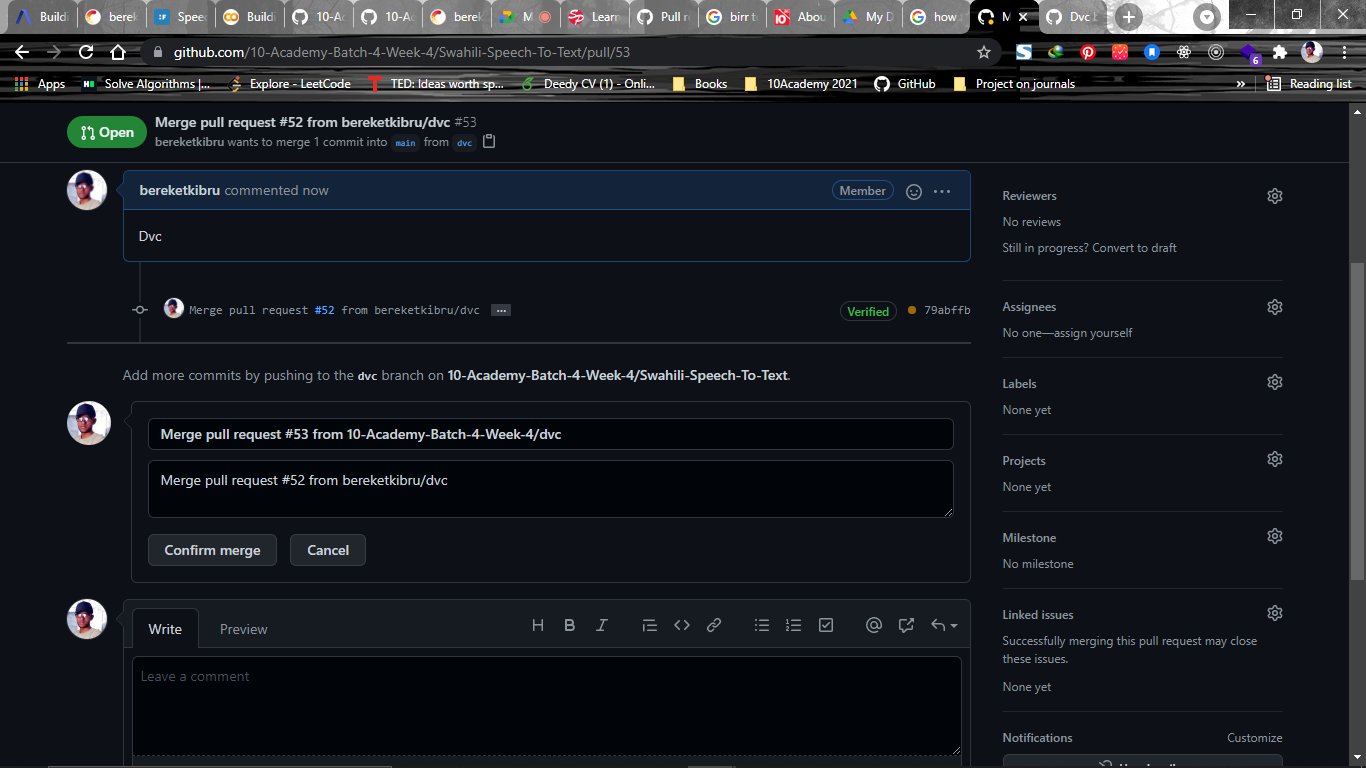 Buildi
berek
Speec
Buildi
10-Ac
10-Ac
berek
M
Learn
Pull r
birr t
Abou
My D
how
M
Dvc b
github.com/10-Academy-Batch-4-Week-4/Swahili-Speech-To-Text/pull/53
6
Apps
Solve Algorithms |...
Explore - LeetCode
TED: Ideas worth sp...
Deedy CV (1) - Onli...
Books
10Academy 2021
GitHub
Project on journals
»
Reading list
Open
Merge pull request #52 from bereketkibru/dvc #53
bereketkibru wants to merge 1 commit into main from dvc
bereketkibru commented now
Member
Dvc
Merge pull request #52 from bereketkibru/dvc ...
Verified
79abffb
Add more commits by pushing to the dvc branch on 10-Academy-Batch-4-Week-4/Swahili-Speech-To-Text.
Merge pull request #53 from 10-Academy-Batch-4-Week-4/dvc
Merge pull request #52 from bereketkibru/dvc
Confirm merge
Cancel
Write
Preview
Leave a comment
Reviewers
No reviews
Still in progress? Convert to draft
Assignees
No one—assign yourself
Labels
None yet
Projects
None yet
Milestone
No milestone
Linked issues
Successfully merging this pull request may close
these issues.
None yet
Notifications
Customize